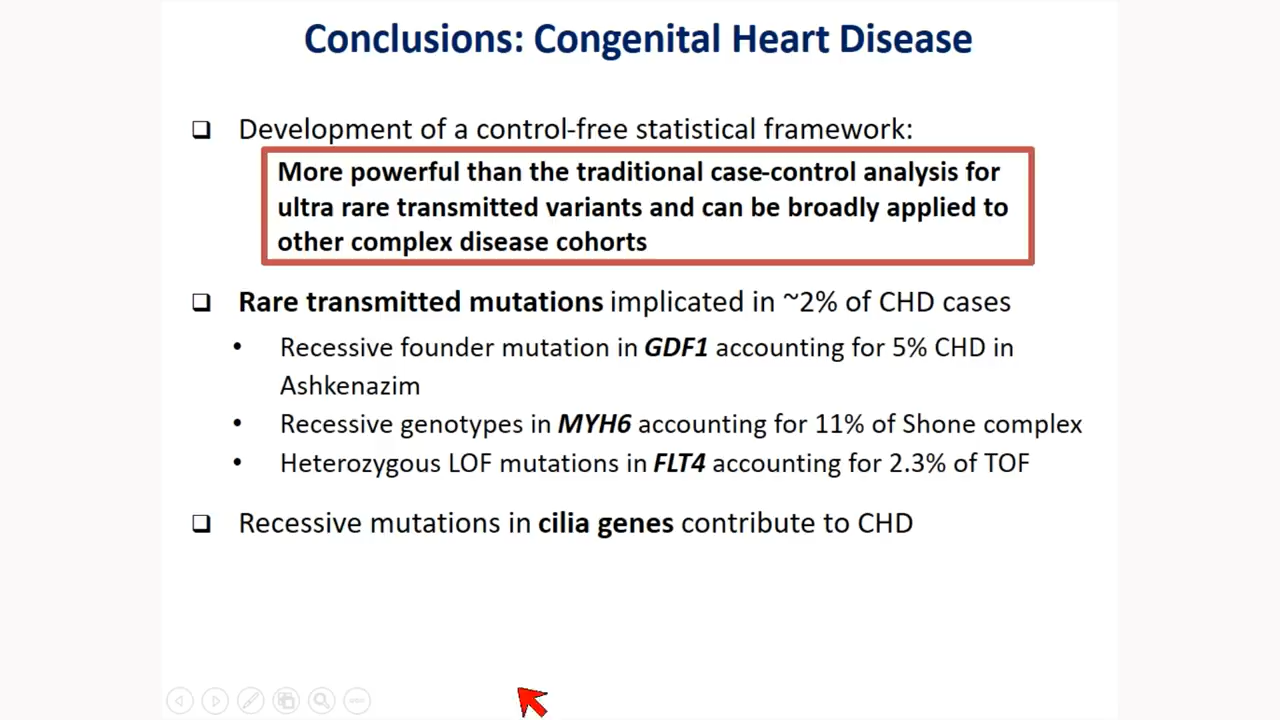 Conclusions: Congenital Heart Disease
❑ Development of a control-free statistical framework:
More powerful than the traditional case-control analysis for
ultra rare transmitted variants and can be broadly applied to
other complex disease cohorts
❑ Rare transmitted mutations implicated in ~2% of CHD cases
• Recessive founder mutation in GDF1 accounting for 5% CHD in
Ashkenazim
• Recessive genotypes in MYH6 accounting for 11% of Shone complex
• Heterozygous LOF mutations in FLT4 accounting for 2.3% of TOF
❑ Recessive mutations in cilia genes contribute to CHD